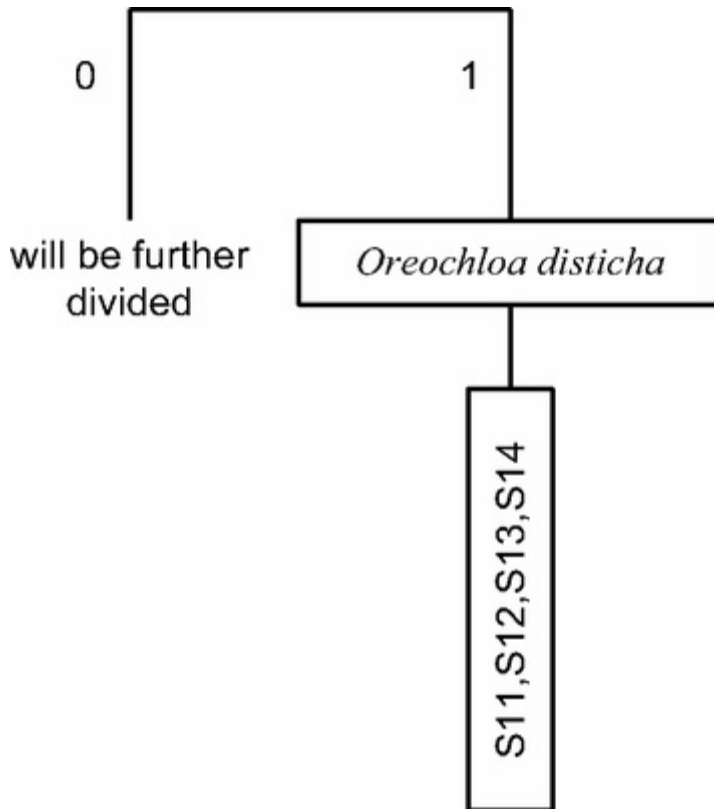 0
1
will be further
divided
Oreochloa disticha
S11,S12,S13,S14